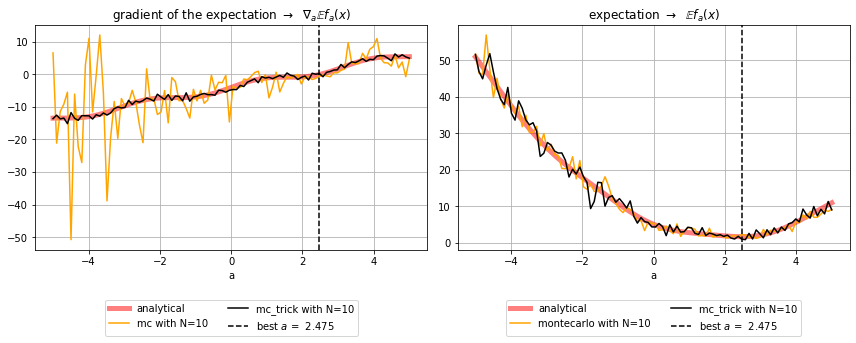 gradient of the expectation → ∇ₐ𝔼fₐ(x)
15
10
0
−10
−20
−30
−40
−50
−4
−2
0
2
4
a
analytical
mc with N=10
mc_trick with N=10
best a = 2.475
expectation → 𝔼fₐ(x)
50
40
30
20
10
0
−4
−2
0
2
4
a
analytical
montecarlo with N=10
mc_trick with N=10
best a = 2.475